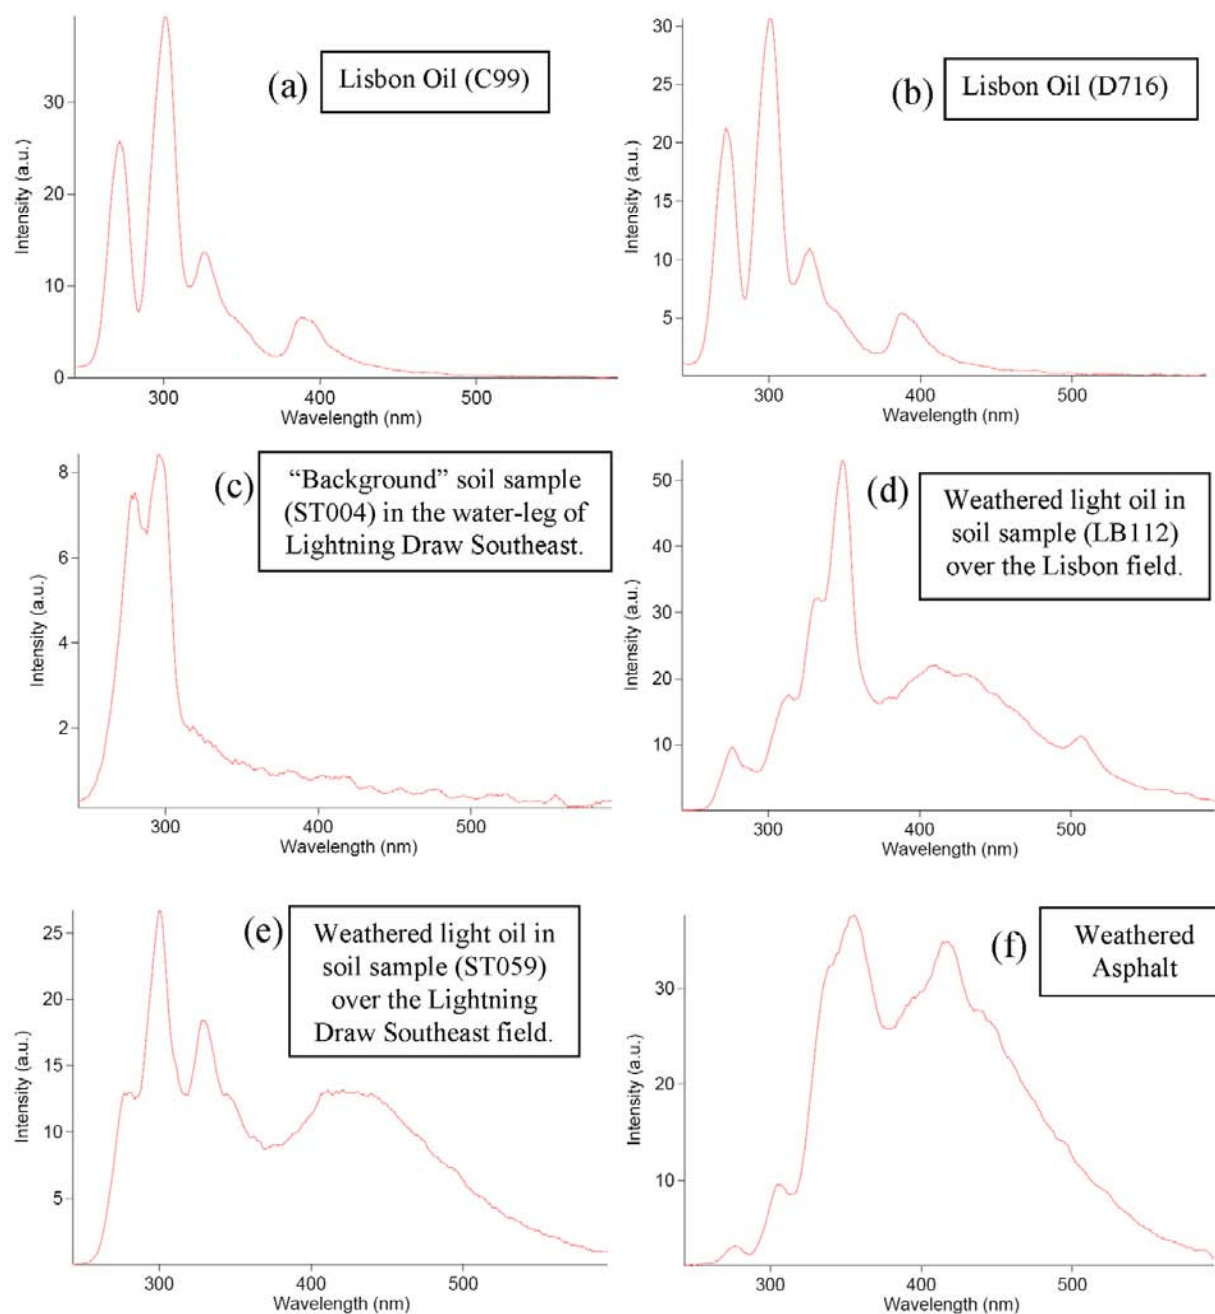 (a)
Lisbon Oil (C99)
Intensity (a.u.)
30
20
10
0
300
400
500
Wavelength (nm)
(b)
Lisbon Oil (D716)
Intensity (a.u.)
30
25
20
15
10
5
300
400
500
Wavelength (nm)
(c)
“Background” soil sample
(ST004) in the water-leg of
Lightning Draw Southeast.
Intensity (a.u.)
8
6
4
2
300
400
500
Wavelength (nm)
(d)
Weathered light oil in
soil sample (LB112)
over the Lisbon field.
Intensity (a.u.)
50
40
30
20
10
300
400
500
Wavelength (nm)
(e)
Weathered light oil in
soil sample (ST059)
over the Lightning
Draw Southeast field.
Intensity (a.u.)
25
20
15
10
5
300
400
500
Wavelength (nm)
(f)
Weathered
Asphalt
Intensity (a.u.)
30
20
10
300
400
500
Wavelength (nm)